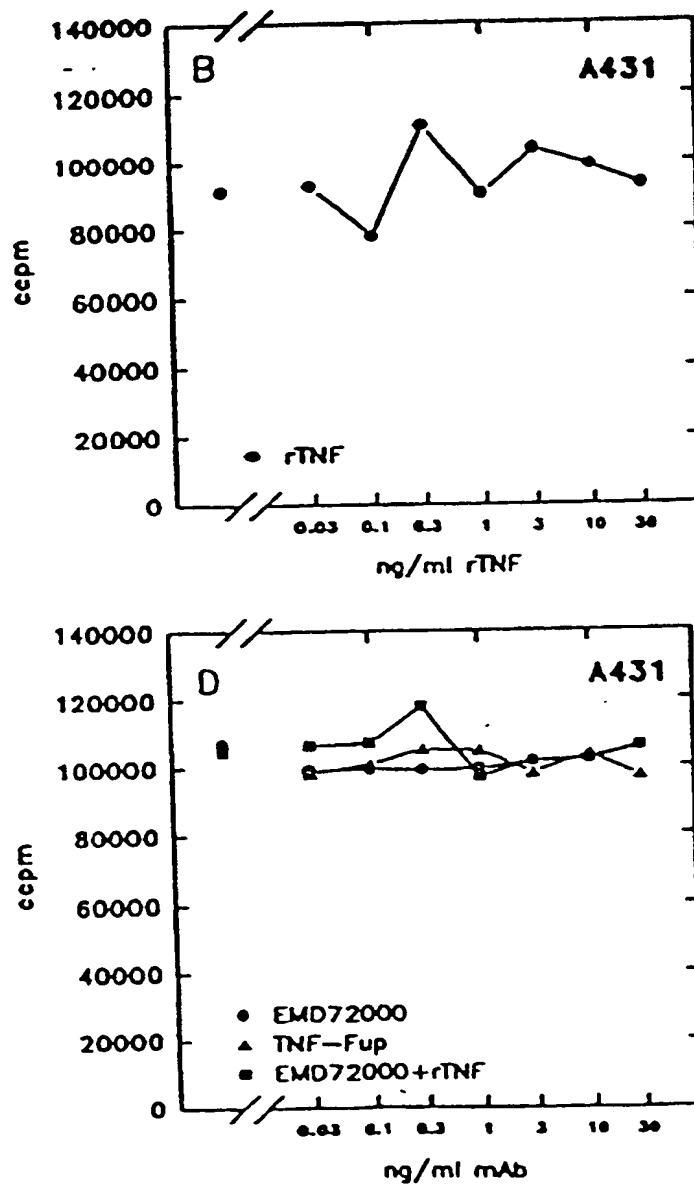 140000
B
A431
120000
100000
80000
60000
40000
20000
0
ccpm
rTNF
0.03 0.1 0.3 1 3 10 30
ng/ml rTNF
140000
D
A431
120000
100000
80000
60000
40000
20000
0
ccpm
EMD72000
TNF-Fup
EMD72000+rTNF
0.03 0.1 0.3 1 3 10 30
ng/ml mAb